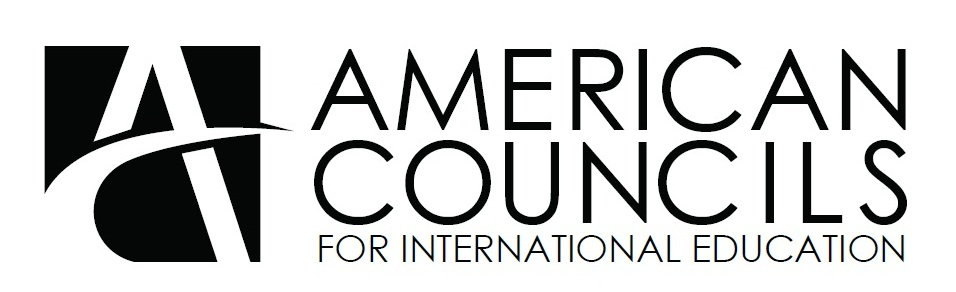 AMERICAN
COUNCILS
FOR INTERNATIONAL EDUCATION